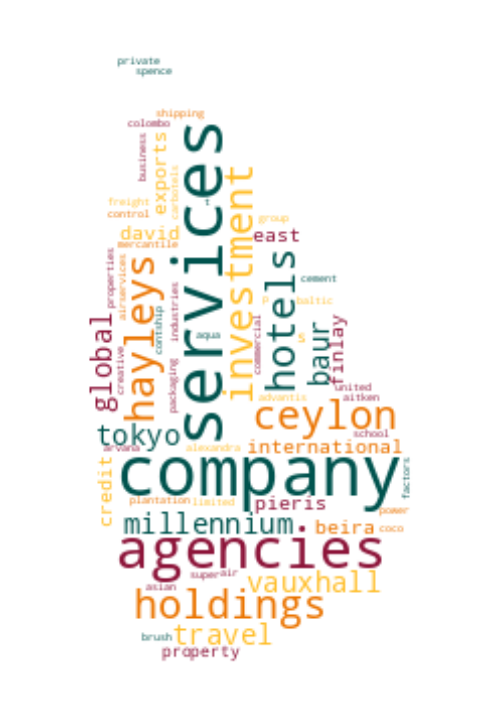 private
spence
shipping
colombo
services
business
exports
carbotels
t
investment
freight
control
group
david
east
mercantile
hotels
properties
airservices
hayleys
cement
industries
p
baltic
contship
global
finlay
commercial
baur
aqua
s
creative
packaging
united
aitken
advantis
ceylon
tokyo
school
arvana
alexandra
international
company
credit
factors
plantation
limited
pieris
power
millennium
.
beira
coco
agencies
super
air
vauxhall
asian
holdings
brush
travel
property